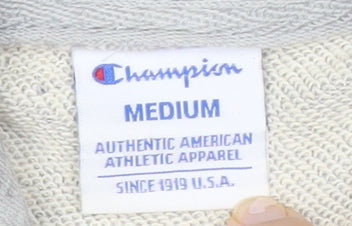 Champion
MEDIUM
AUTHENTIC AMERICAN
ATHLETIC APPAREL
SINCE 1919 U.S.A.